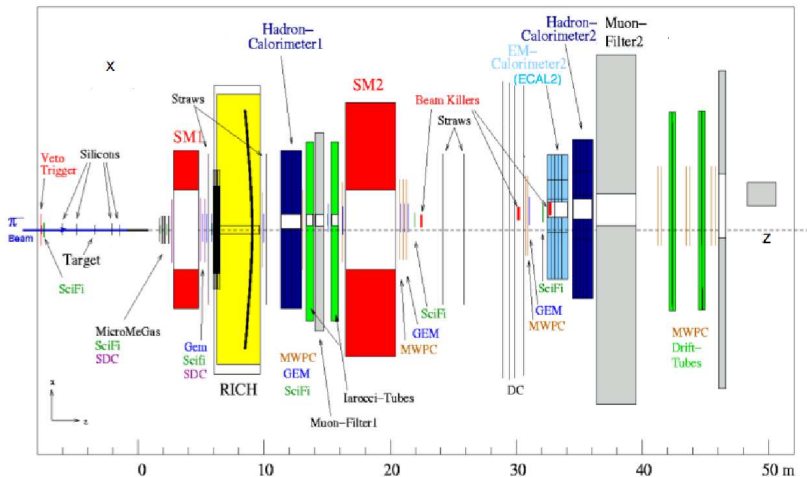 Hadron-
Calorimeter1
Hadron-
Calorimeter2
Muon-
Filter2
EM-
Calorimeter2
(ECAL2)
X
SM2
Straws
Beam Killers
Straws
SM1
Veto
Trigger
Silicons
π⁻
Beam
Target
Z
SciFi
MicroMeGas
SciFi
SDC
Gem
Scifi
SDC
RICH
MWPC
GEM
SciFi
Iarocci-Tubes
Muon-Filter1
SciFi
GEM
MWPC
DC
SciFi
GEM
MWPC
MWPC
Drift-
Tubes
x
z
0 10 20 30 40 50 m